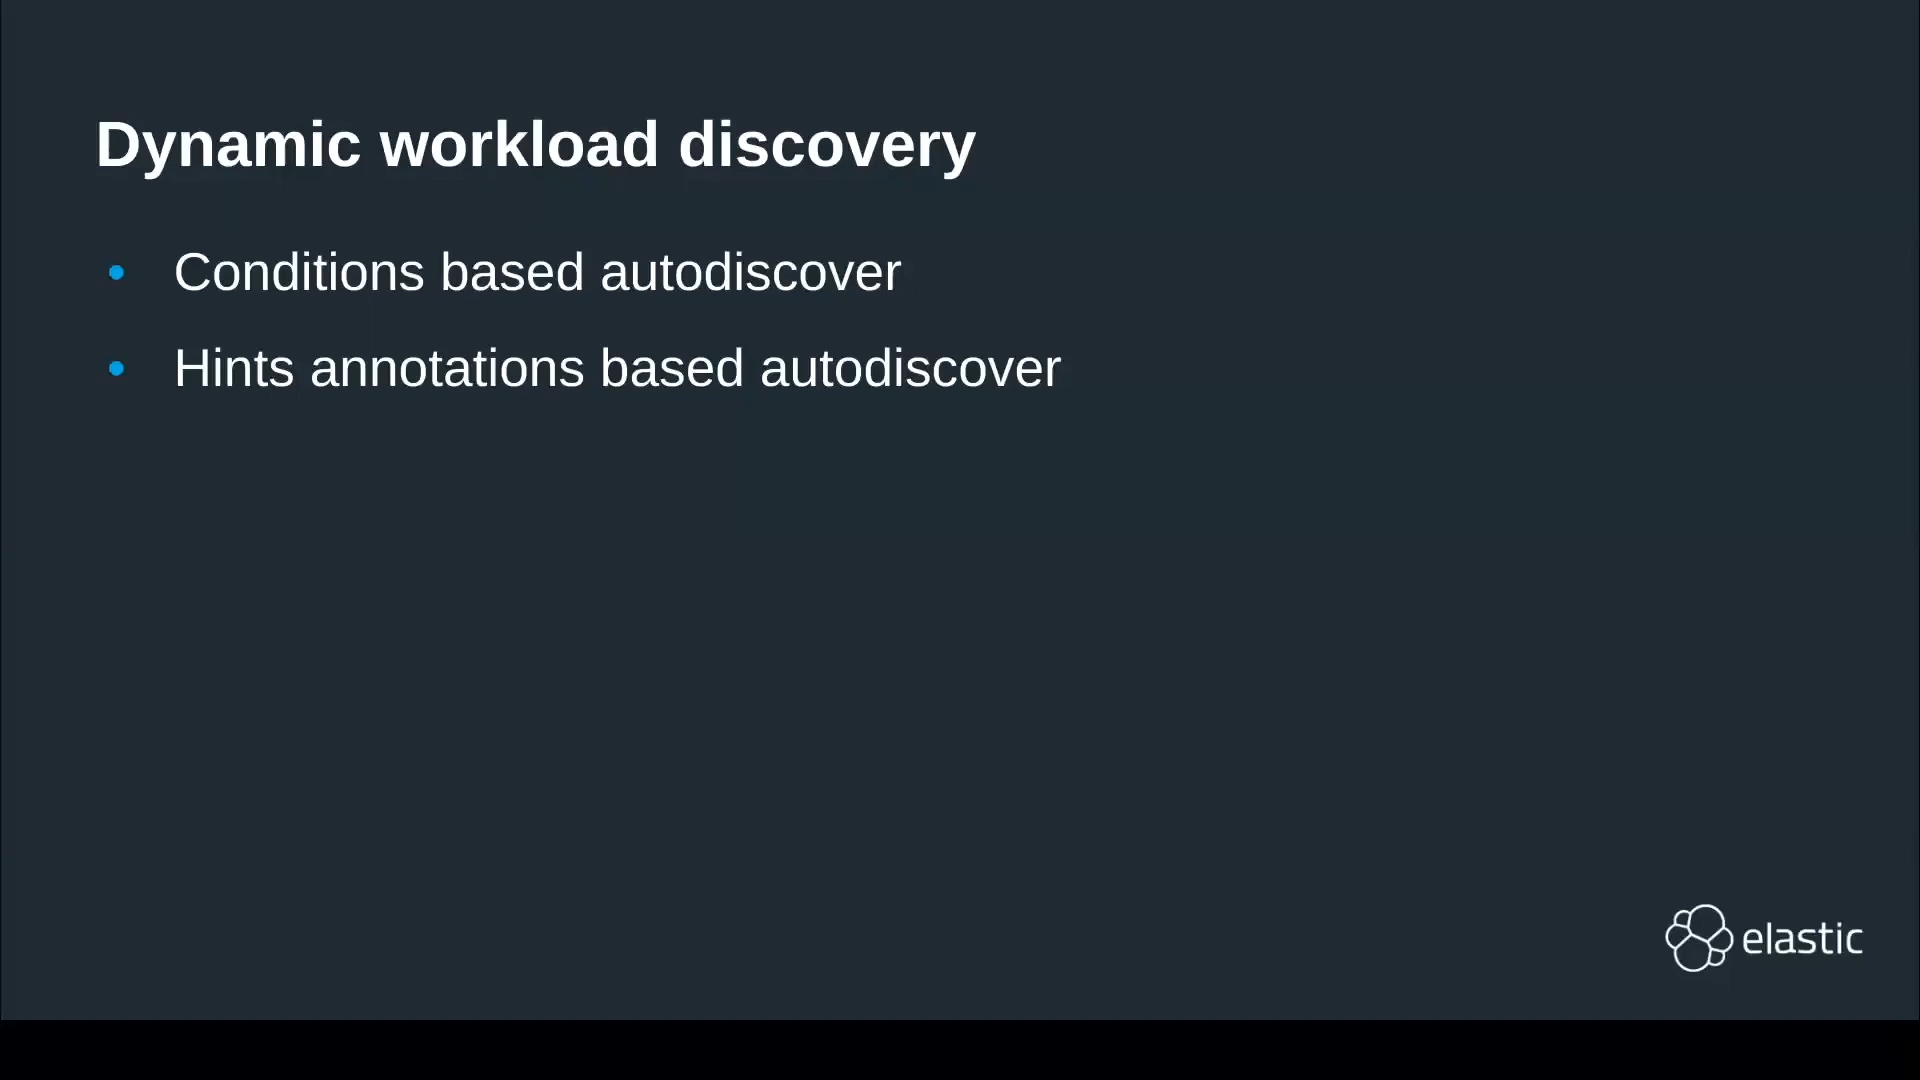 Dynamic workload discovery
Conditions based autodiscover
Hints annotations based autodiscover
elastic